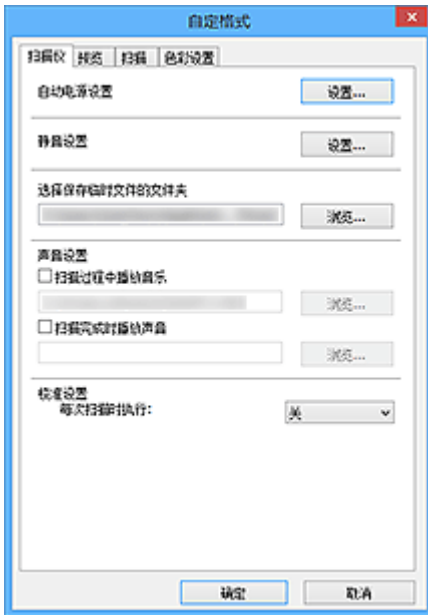 自定格式
扫描仪 预览 扫描 色彩设置
自动电源设置 设置...
静音设置 设置...
选择保存临时文件的文件夹
浏览...
声音设置
扫描过程中播放音乐
浏览...
扫描完成时播放声音
浏览...
校准设置
每次扫描时执行: 关
确定 取消